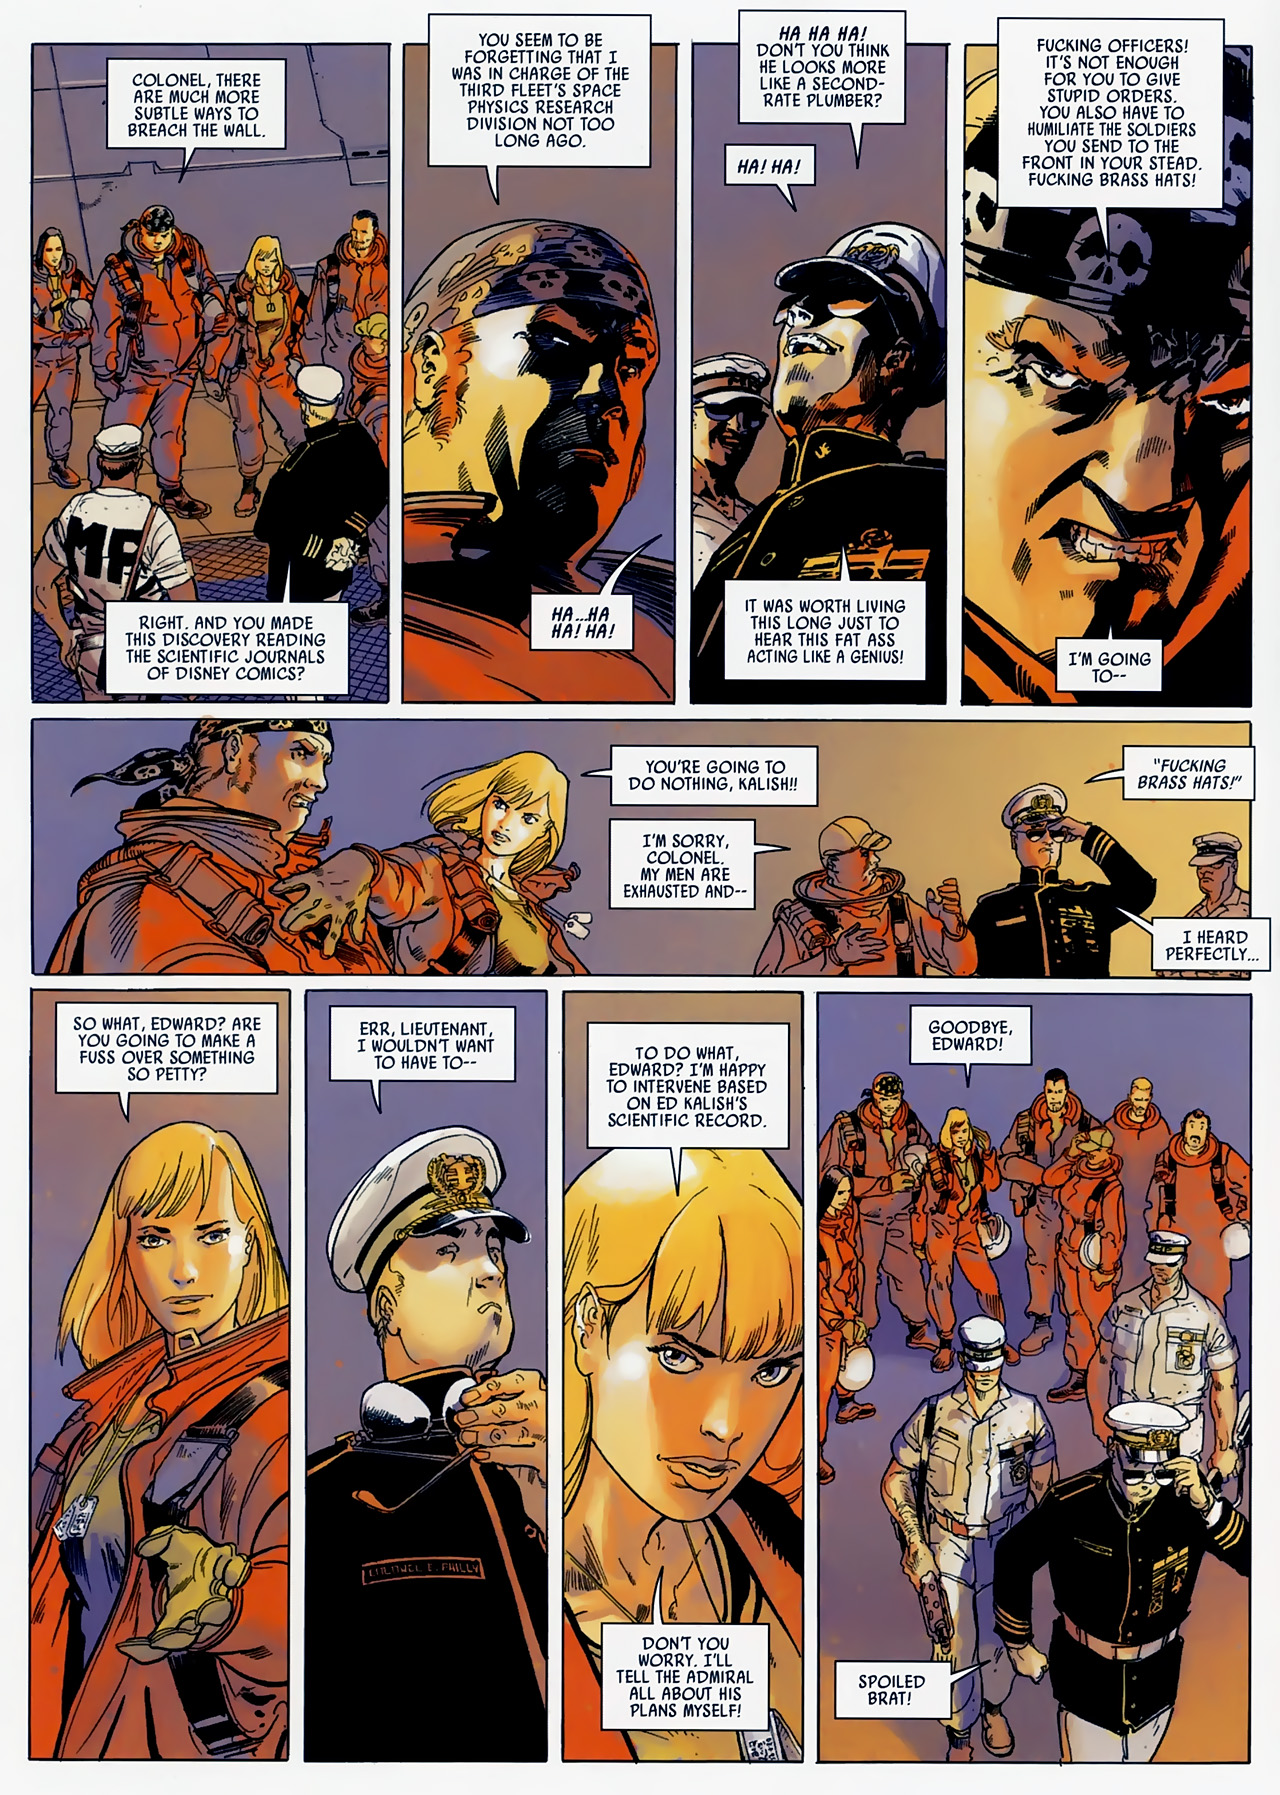 COLONEL, THERE
ARE MUCH MORE
SUBTLE WAYS TO
BREACH THE WALL.
MP
RIGHT. AND YOU MADE
THIS DISCOVERY READING
THE SCIENTIFIC JOURNALS
OF DISNEY COMICS?
YOU SEEM TO BE
FORGETTING THAT I
WAS IN CHARGE OF THE
THIRD FLEET'S SPACE
PHYSICS RESEARCH
DIVISION NOT TOO
LONG AGO.
HA...HA
HA! HA!
HA HA HA!
DON'T YOU THINK
HE LOOKS MORE
LIKE A SECOND-
RATE PLUMBER?
HA! HA!
IT WAS WORTH LIVING
THIS LONG JUST TO
HEAR THIS FAT ASS
ACTING LIKE A GENIUS!
FUCKING OFFICERS!
IT'S NOT ENOUGH
FOR YOU TO GIVE
STUPID ORDERS.
YOU ALSO HAVE TO
HUMILIATE THE SOLDIERS
YOU SEND TO THE
FRONT IN YOUR STEAD.
FUCKING BRASS HATS!
I'M GOING
TO--
YOU'RE GOING TO
DO NOTHING, KALISH!!
I'M SORRY,
COLONEL.
MY MEN ARE
EXHAUSTED AND--
"FUCKING
BRASS HATS!"
I HEARD
PERFECTLY...
SO WHAT, EDWARD? ARE
YOU GOING TO MAKE A
FUSS OVER SOMETHING
SO PETTY?
ERR, LIEUTENANT,
I WOULDN'T WANT
TO HAVE TO--
COLONEL E. PHILLY
TO DO WHAT,
EDWARD? I'M HAPPY
TO INTERVENE BASED
ON ED KALISH'S
SCIENTIFIC RECORD.
DON'T YOU
WORRY. I'LL
TELL THE ADMIRAL
ALL ABOUT HIS
PLANS MYSELF!
GOODBYE,
EDWARD!
SPOILED
BRAT!